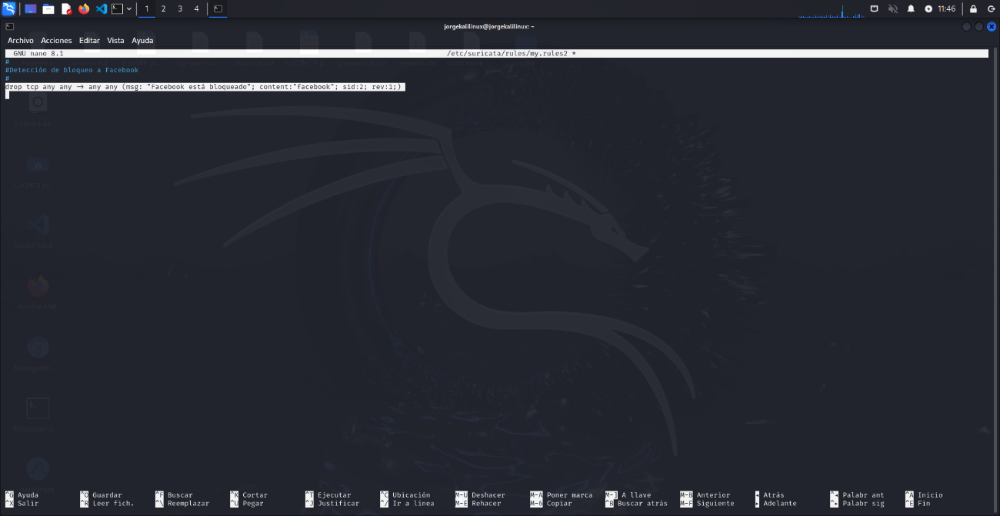 1 2 3 4 11:46
jorgekalilinux@jorgekalilinux: ~
Archivo Acciones Editar Vista Ayuda
GNU nano 8.1 /etc/suricata/rules/my.rules2 *
#
#Detección de bloqueo a Facebook
#
drop tcp any any -> any any (msg: "Facebook está bloqueado"; content:"facebook"; sid:2; rev:1;)
^G Ayuda ^O Guardar ^F Buscar ^K Cortar ^T Ejecutar ^C Ubicación M-U Deshacer M-A Poner marca M-] A llave M-B Anterior ◂ Atrás ^◂ Palabr ant ^A Inicio
^X Salir ^R Leer fich. ^\ Reemplazar ^U Pegar ^J Justificar ^/ Ir a línea M-E Rehacer M-6 Copiar ^B Buscar atrás M-F Siguiente ▸ Adelante ^▸ Palabr sig ^E Fin